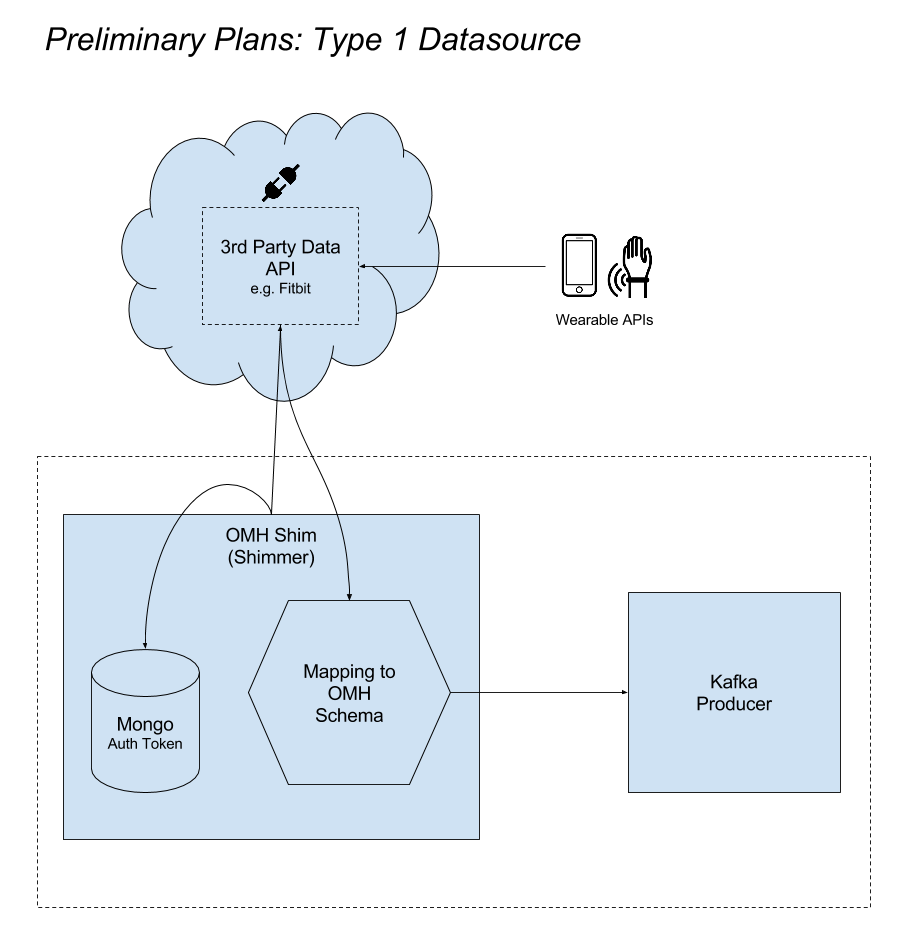 Preliminary Plans: Type 1 Datasource
3rd Party Data
API
e.g. Fitbit
Wearable APIs
OMH Shim
(Shimmer)
Mongo
Auth Token
Mapping to
OMH
Schema
Kafka
Producer